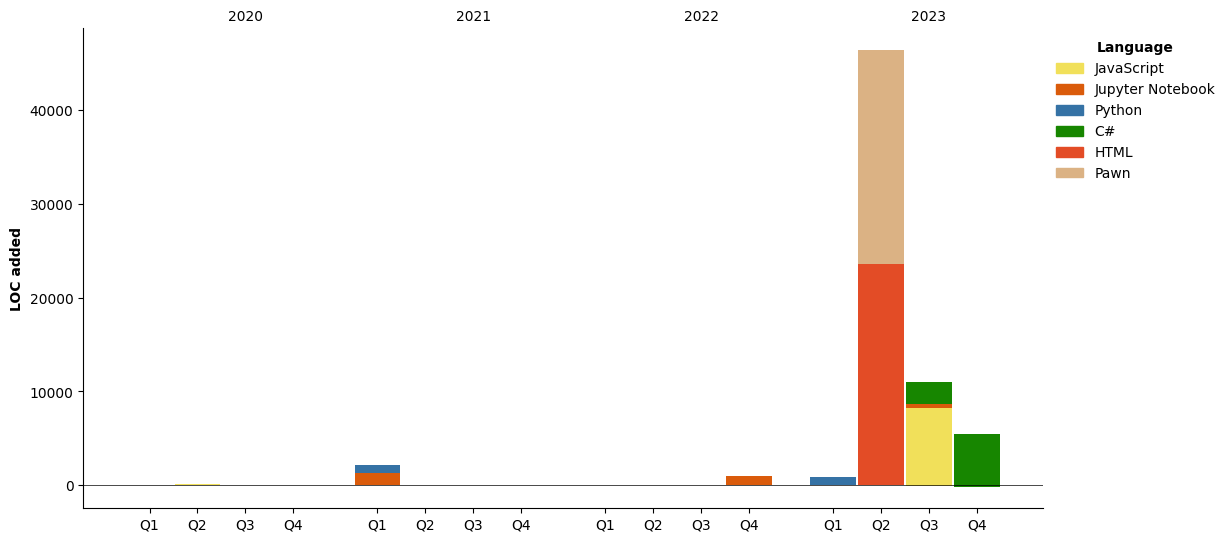 2020 2021 2022 2023
Language
JavaScript
Jupyter Notebook
Python
C#
HTML
Pawn
LOC added
40000
30000
20000
10000
0
Q1 Q2 Q3 Q4 Q1 Q2 Q3 Q4 Q1 Q2 Q3 Q4 Q1 Q2 Q3 Q4